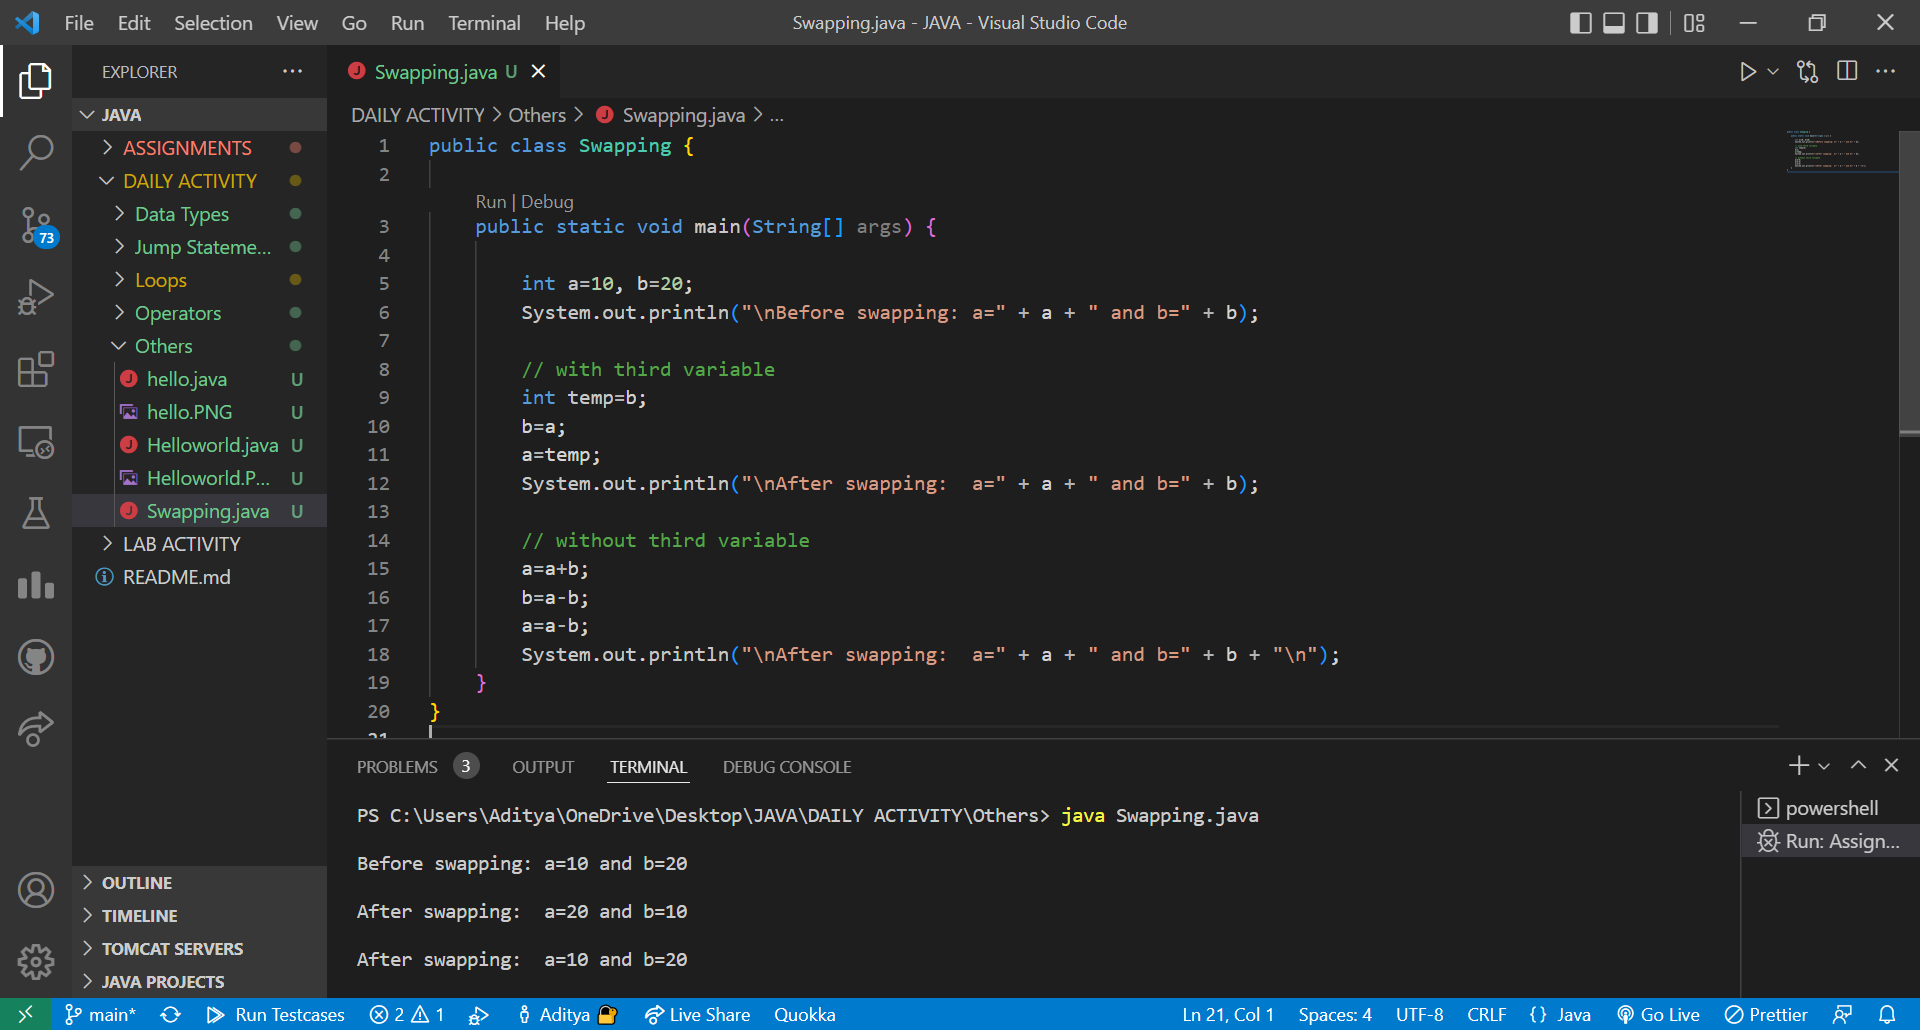 File Edit Selection View Go Run Terminal Help
Swapping.java - JAVA - Visual Studio Code
EXPLORER
JAVA
ASSIGNMENTS
DAILY ACTIVITY
Data Types
Jump Stateme...
Loops
Operators
Others
hello.java U
hello.PNG U
Helloworld.java U
Helloworld.P... U
Swapping.java U
LAB ACTIVITY
README.md
OUTLINE
TIMELINE
TOMCAT SERVERS
JAVA PROJECTS
73
Swapping.java U
DAILY ACTIVITY > Others > Swapping.java > ...
1 public class Swapping {
2
Run | Debug
3 public static void main(String[] args) {
4
5 int a=10, b=20;
6 System.out.println("\nBefore swapping: a=" + a + " and b=" + b);
7
8 // with third variable
9 int temp=b;
10 b=a;
11 a=temp;
12 System.out.println("\nAfter swapping:  a=" + a + " and b=" + b);
13
14 // without third variable
15 a=a+b;
16 b=a-b;
17 a=a-b;
18 System.out.println("\nAfter swapping:  a=" + a + " and b=" + b + "\n");
19 }
20 }
21
PROBLEMS 3 OUTPUT TERMINAL DEBUG CONSOLE
PS C:\Users\Aditya\OneDrive\Desktop\JAVA\DAILY ACTIVITY\Others> java Swapping.java
Before swapping: a=10 and b=20
After swapping:  a=20 and b=10
After swapping:  a=10 and b=20
powershell
Run: Assign...
main* Run Testcases 2 1 Aditya Live Share Quokka Ln 21, Col 1 Spaces: 4 UTF-8 CRLF {} Java Go Live Prettier